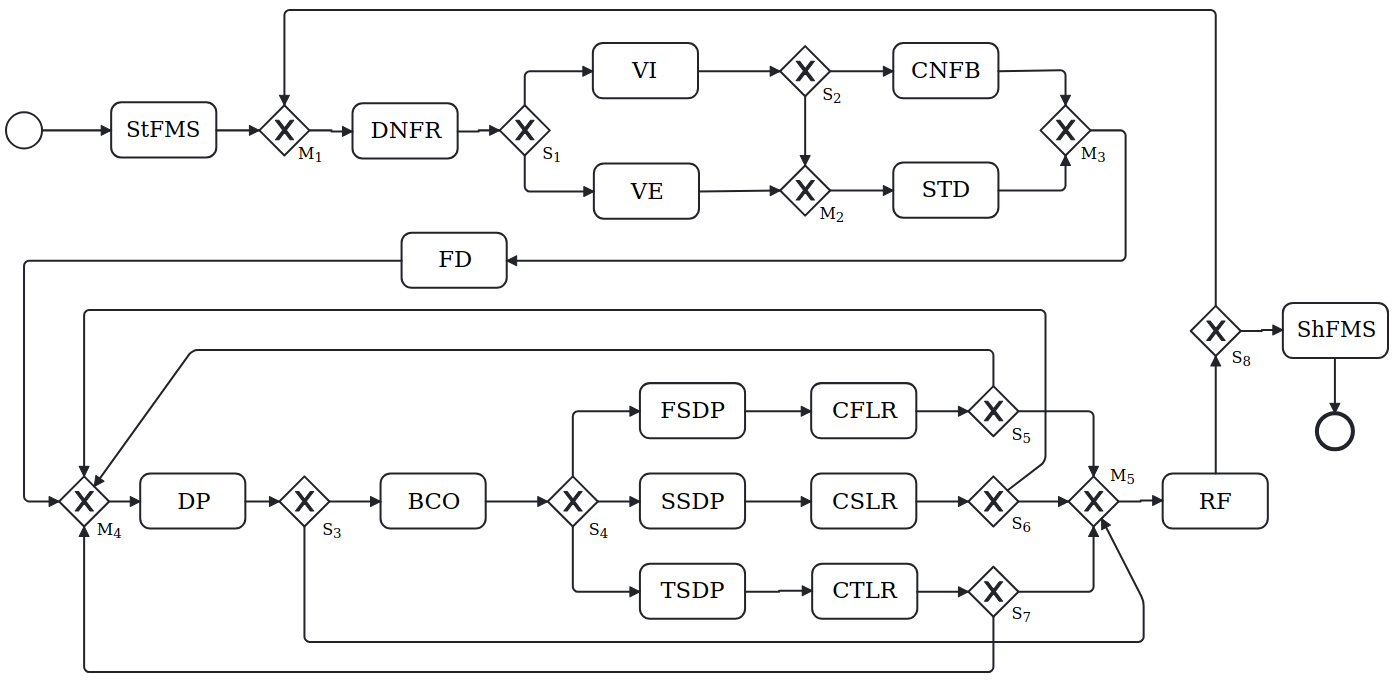 VI
CNFB
S2
StFMS
DNFR
M1
S1
M3
VE
STD
M2
FD
ShFMS
S8
FSDP
CFLR
S5
M5
DP
BCO
SSDP
CSLR
RF
M4
S3
S4
S6
TSDP
CTLR
S7